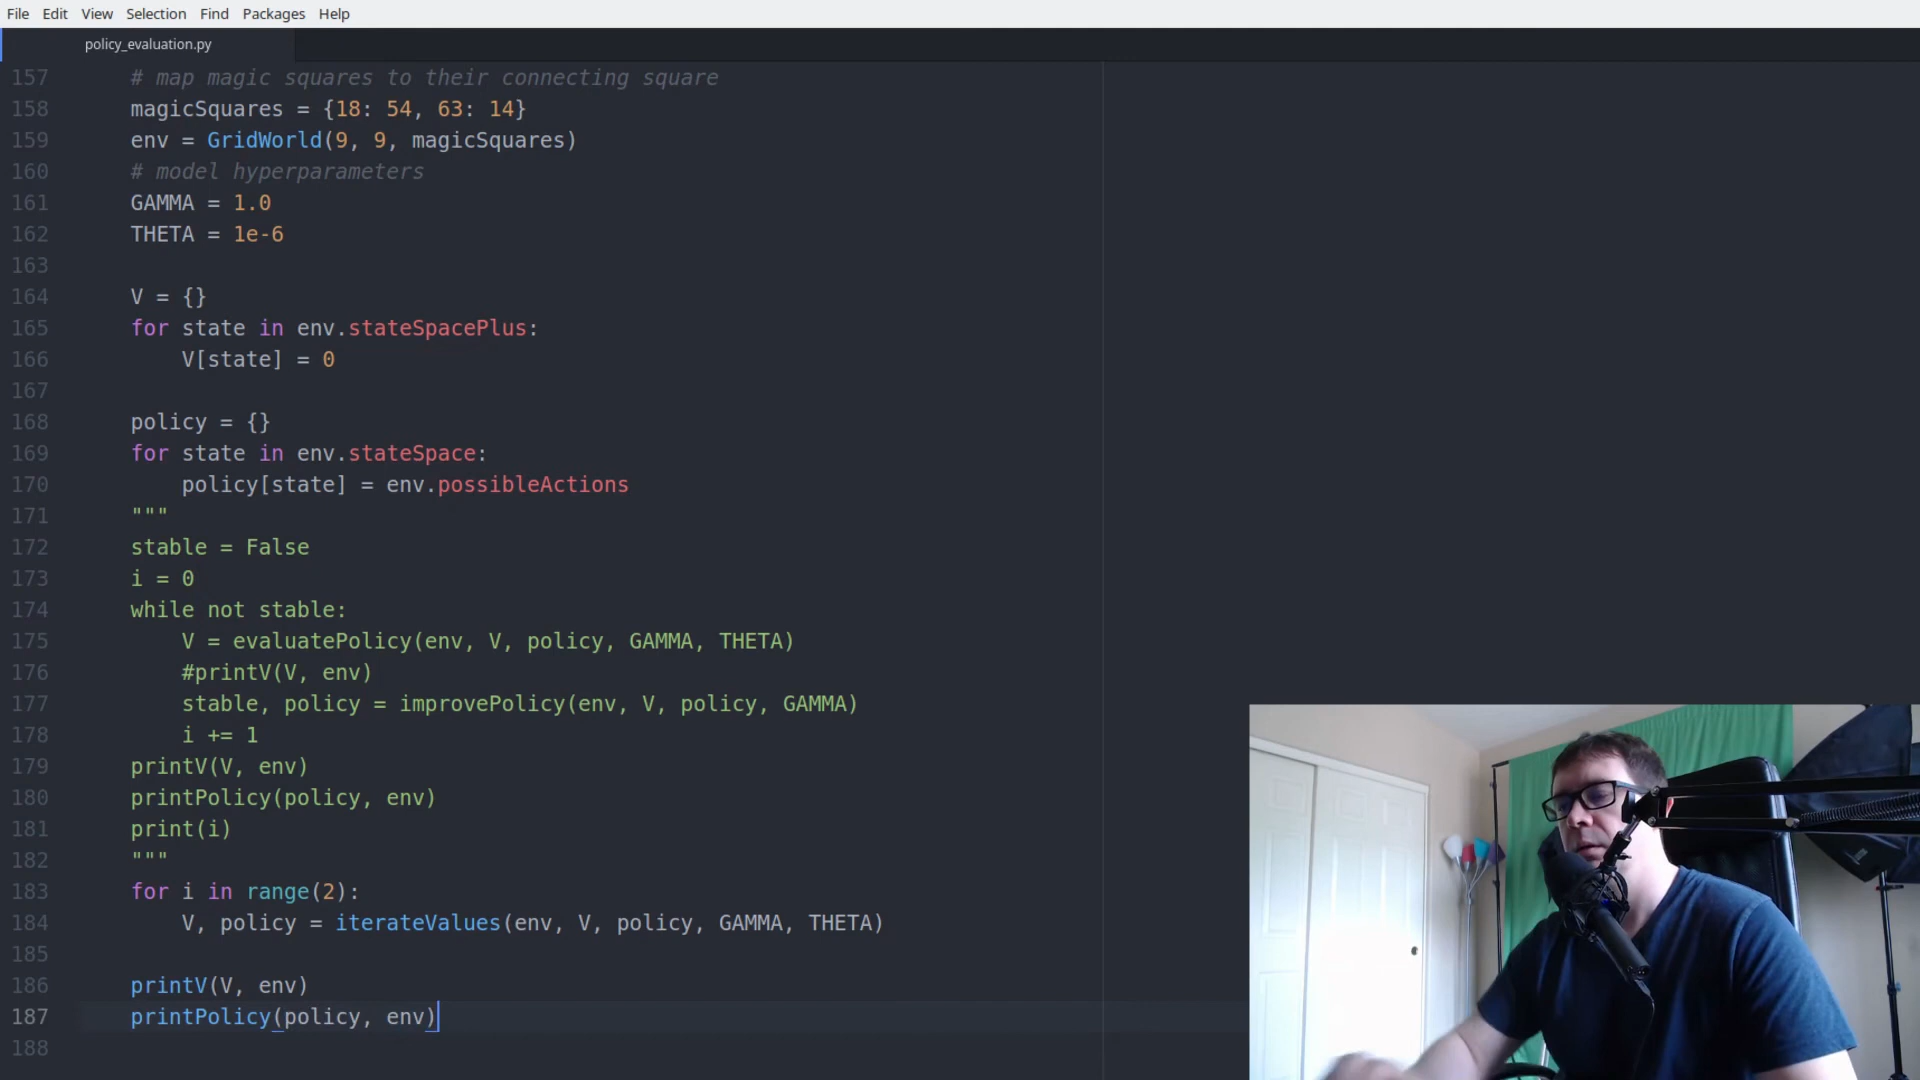 File Edit View Selection Find Packages Help
policy_evaluation.py
157 # map magic squares to their connecting square
158 magicSquares = {18: 54, 63: 14}
159 env = GridWorld(9, 9, magicSquares)
160 # model hyperparameters
161 GAMMA = 1.0
162 THETA = 1e-6
163
164 V = {}
165 for state in env.stateSpacePlus:
166     V[state] = 0
167
168 policy = {}
169 for state in env.stateSpace:
170     policy[state] = env.possibleActions
171 """
172 stable = False
173 i = 0
174 while not stable:
175     V = evaluatePolicy(env, V, policy, GAMMA, THETA)
176     #printV(V, env)
177     stable, policy = improvePolicy(env, V, policy, GAMMA)
178     i += 1
179 printV(V, env)
180 printPolicy(policy, env)
181 print(i)
182 """
183 for i in range(2):
184     V, policy = iterateValues(env, V, policy, GAMMA, THETA)
185
186 printV(V, env)
187 printPolicy(policy, env)
188